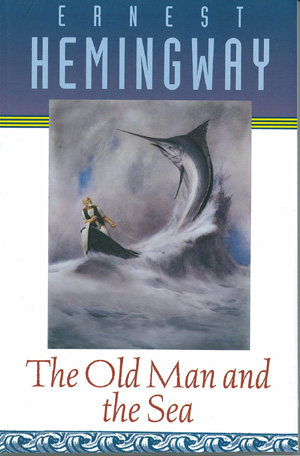 ERNEST
HEMINGWAY
The Old Man and
the Sea